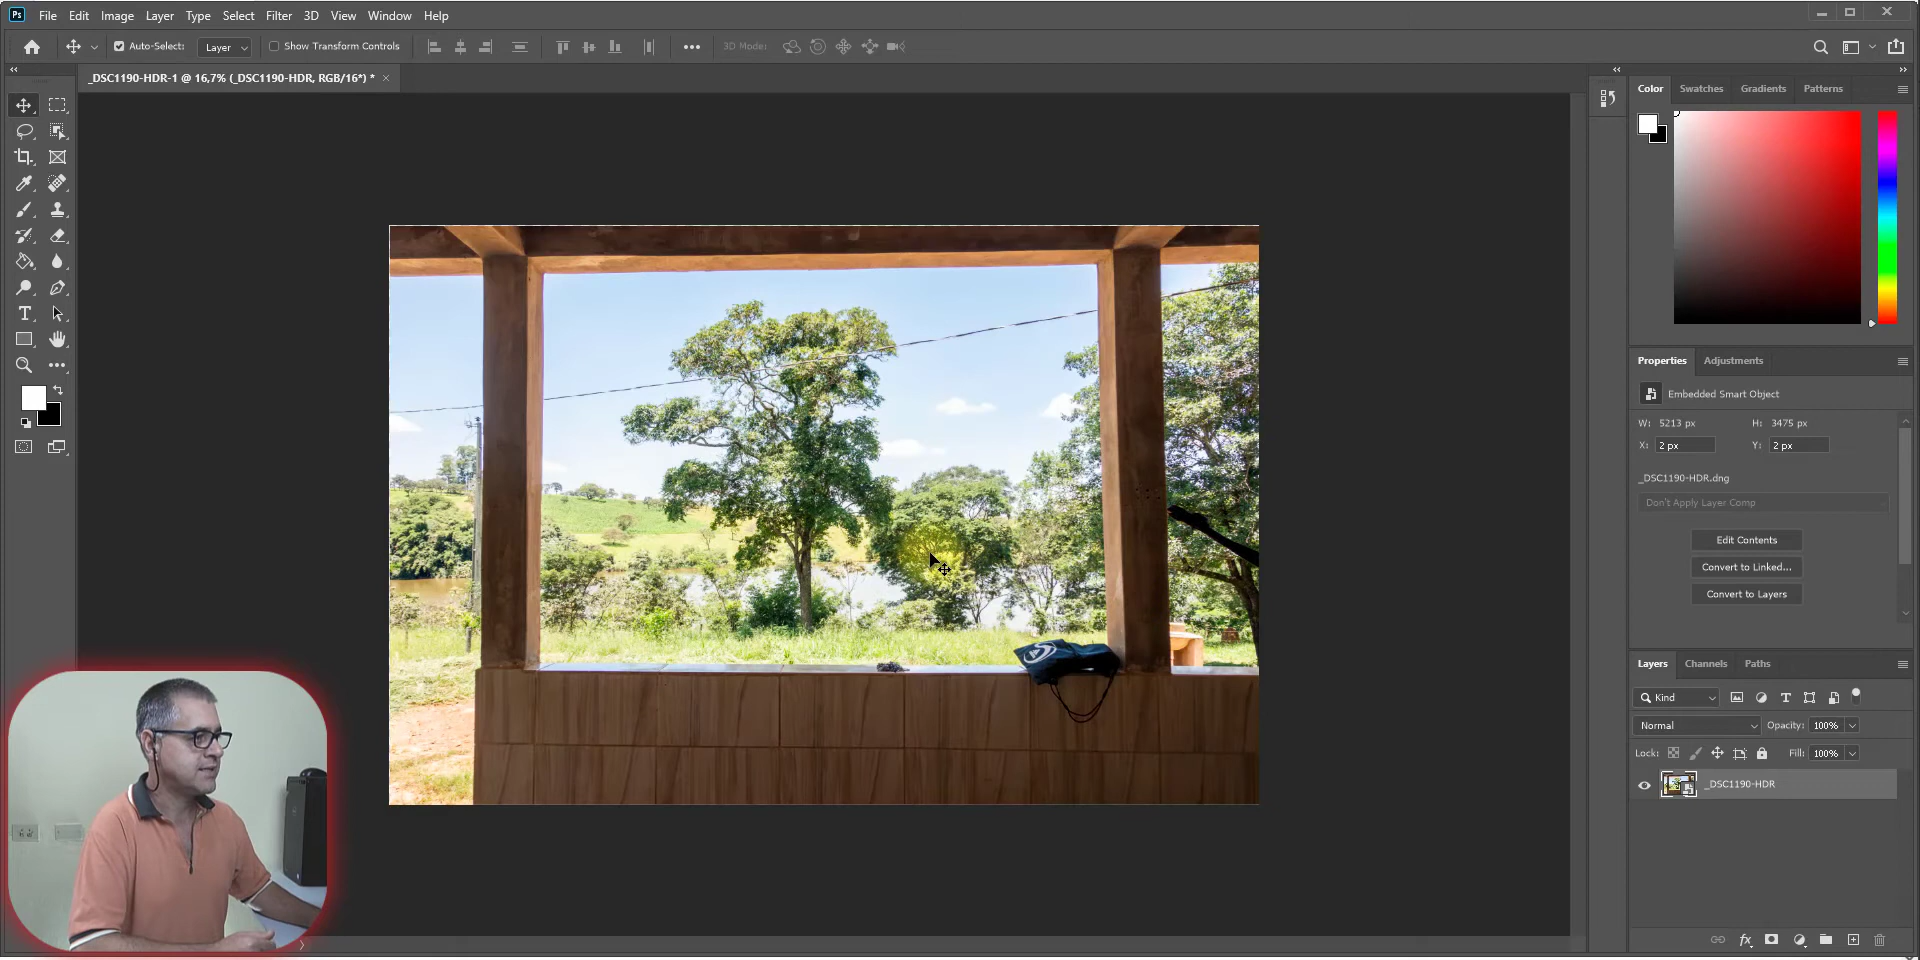 Ps File Edit Image Layer Type Select Filter 3D View Window Help
Auto-Select: Layer Show Transform Controls 3D Mode:
_DSC1190-HDR-1 @ 16,7% (_DSC1190-HDR, RGB/16*) *
Color Swatches Gradients Patterns
Properties Adjustments
Embedded Smart Object
W: 5213 px H: 3475 px
X: 2 px Y: 2 px
_DSC1190-HDR.dng
Don't Apply Layer Comp
Edit Contents
Convert to Linked...
Convert to Layers
Layers Channels Paths
Kind
Normal Opacity: 100%
Lock: Fill: 100%
_DSC1190-HDR